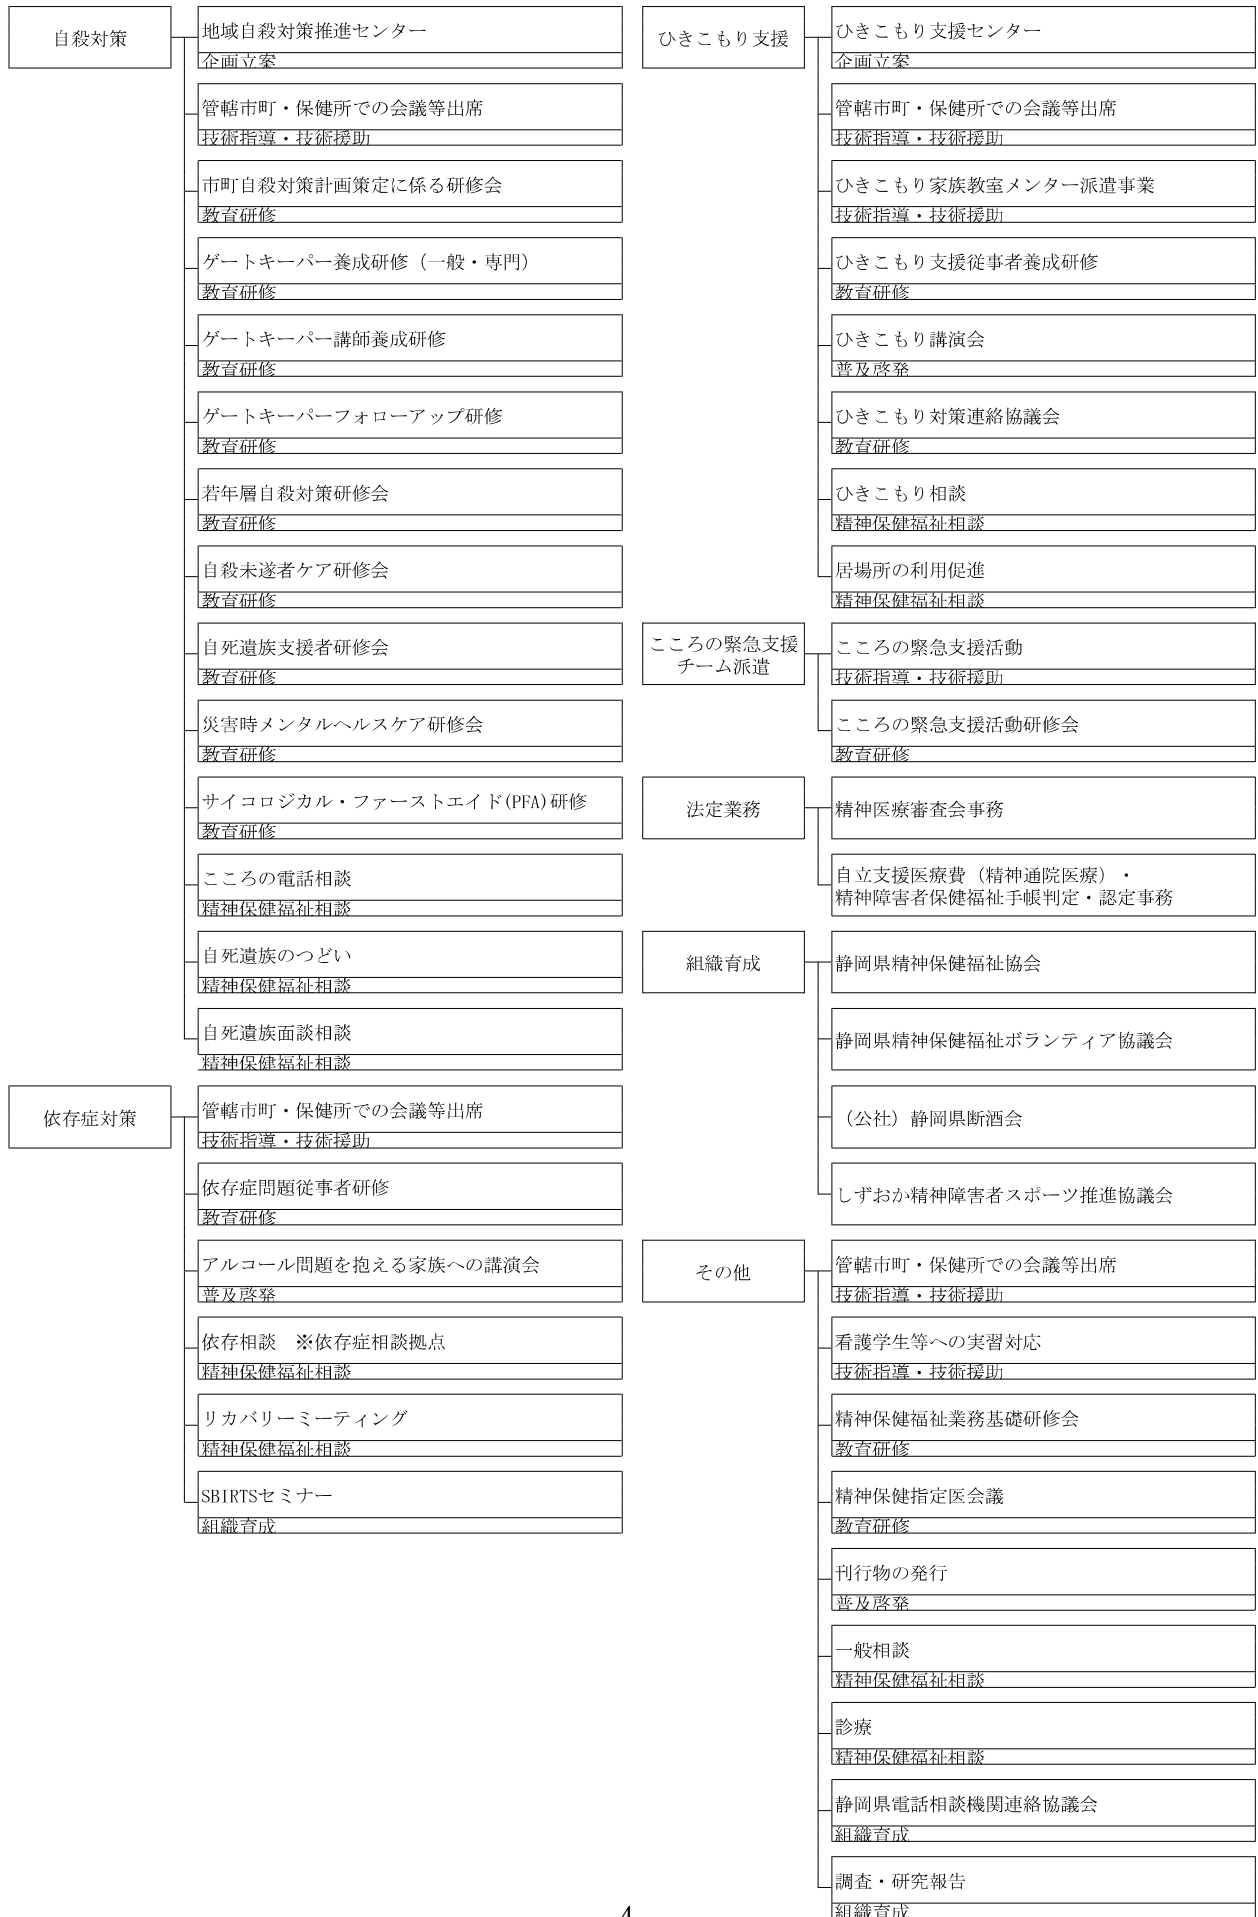 自殺対策
地域自殺対策推進センター
企画立案
管轄市町・保健所での会議等出席
技術指導・技術援助
市町自殺対策計画策定に係る研修会
教育研修
ゲートキーパー養成研修（一般・専門）
教育研修
ゲートキーパー講師養成研修
教育研修
ゲートキーパーフォローアップ研修
教育研修
若年層自殺対策研修会
教育研修
自殺未遂者ケア研修会
教育研修
自死遺族支援者研修会
教育研修
災害時メンタルヘルスケア研修会
教育研修
サイコロジカル・ファーストエイド(PFA)研修
教育研修
こころの電話相談
精神保健福祉相談
自死遺族のつどい
精神保健福祉相談
自死遺族面談相談
精神保健福祉相談
依存症対策
管轄市町・保健所での会議等出席
技術指導・技術援助
依存症問題従事者研修
教育研修
アルコール問題を抱える家族への講演会
普及啓発
依存相談　※依存症相談拠点
精神保健福祉相談
リカバリーミーティング
精神保健福祉相談
SBIRTSセミナー
組織育成
ひきこもり支援
ひきこもり支援センター
企画立案
管轄市町・保健所での会議等出席
技術指導・技術援助
ひきこもり家族教室メンター派遣事業
技術指導・技術援助
ひきこもり支援従事者養成研修
教育研修
ひきこもり講演会
普及啓発
ひきこもり対策連絡協議会
教育研修
ひきこもり相談
精神保健福祉相談
居場所の利用促進
精神保健福祉相談
こころの緊急支援
チーム派遣
こころの緊急支援活動
技術指導・技術援助
こころの緊急支援活動研修会
教育研修
法定業務
精神医療審査会事務
自立支援医療費（精神通院医療）・
精神障害者保健福祉手帳判定・認定事務
組織育成
静岡県精神保健福祉協会
静岡県精神保健福祉ボランティア協議会
（公社）静岡県断酒会
しずおか精神障害者スポーツ推進協議会
その他
管轄市町・保健所での会議等出席
技術指導・技術援助
看護学生等への実習対応
技術指導・技術援助
精神保健福祉業務基礎研修会
教育研修
精神保健指定医会議
教育研修
刊行物の発行
普及啓発
一般相談
精神保健福祉相談
診療
精神保健福祉相談
静岡県電話相談機関連絡協議会
組織育成
調査・研究報告
組織育成
4